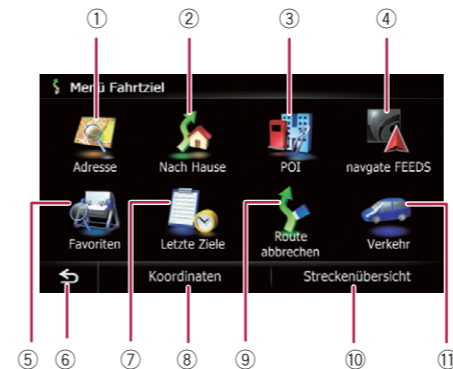 ① ② ③ ④
Menü Fahrtziel
Adresse Nach Hause POI navgate FEEDS
Favoriten Letzte Ziele Route abbrechen Verkehr
Koordinaten Streckenübersicht
⑤ ⑥ ⑦ ⑧ ⑨ ⑩ ⑪